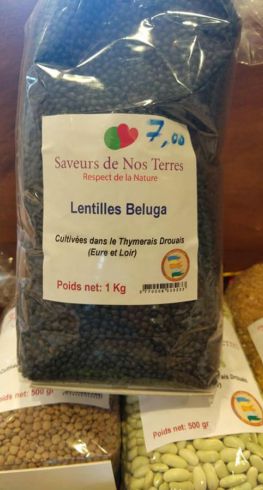 7,00
Saveurs de Nos Terres
Respect de la Nature
Lentilles Beluga
Cultivées dans le Thymerais Drouais
(Eure et Loir)
Poids net: 1 Kg
Poids net: 500 gr
Drouais
Poids net: 500 gr